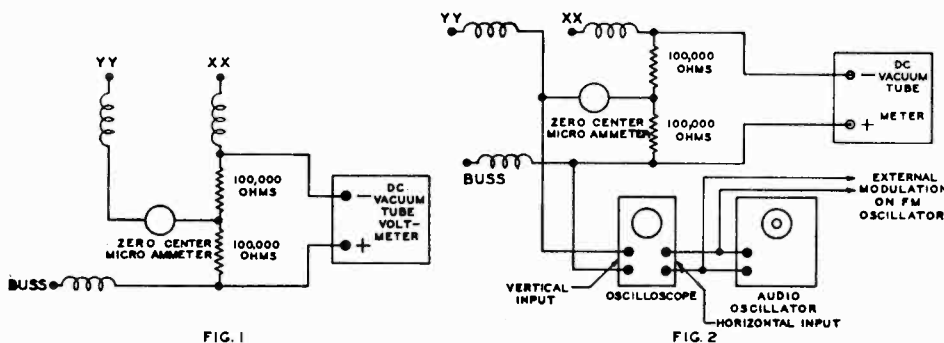 YY
XX
100,000
OHMS
ZERO CENTER
MICRO AMMETER
100,000
OHMS
DC
VACUUM
TUBE
VOLT-
METER
−
+
BUSS
FIG. 1
YY
XX
100,000
OHMS
ZERO CENTER
MICRO AMMETER
100,000
OHMS
DC
VACUUM
TUBE
METER
−
+
BUSS
EXTERNAL
MODULATION
ON FM
OSCILLATOR
VERTICAL
INPUT
OSCILLOSCOPE
AUDIO
OSCILLATOR
HORIZONTAL INPUT
FIG. 2